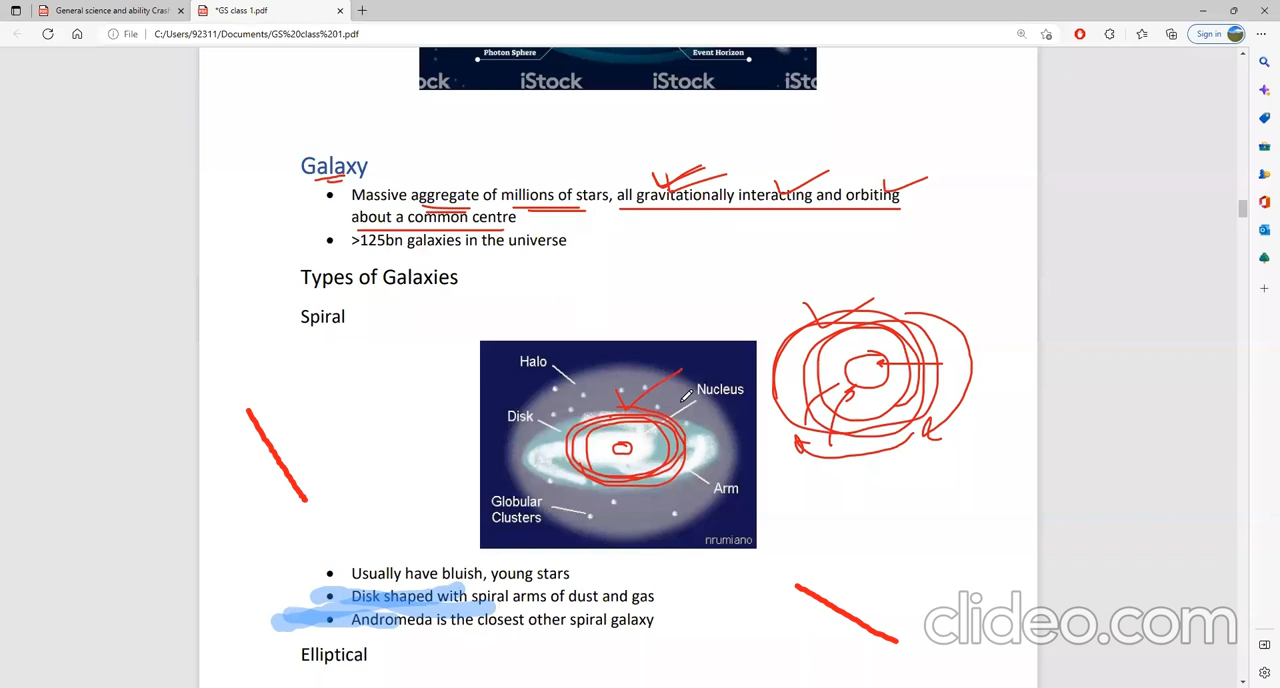 General science and ability Crash
*GS class 1.pdf
File
C:/Users/92311/Documents/GS%20class%201.pdf
Sign in
Photon Sphere
Event Horizon
ock iStock iStock iSto
Galaxy
• Massive aggregate of millions of stars, all gravitationally interacting and orbiting
about a common centre
• >125bn galaxies in the universe
Types of Galaxies
Spiral
Halo
Nucleus
Disk
Arm
Globular
Clusters
nrumiano
• Usually have bluish, young stars
• Disk shaped with spiral arms of dust and gas
• Andromeda is the closest other spiral galaxy
Elliptical
clideo.com